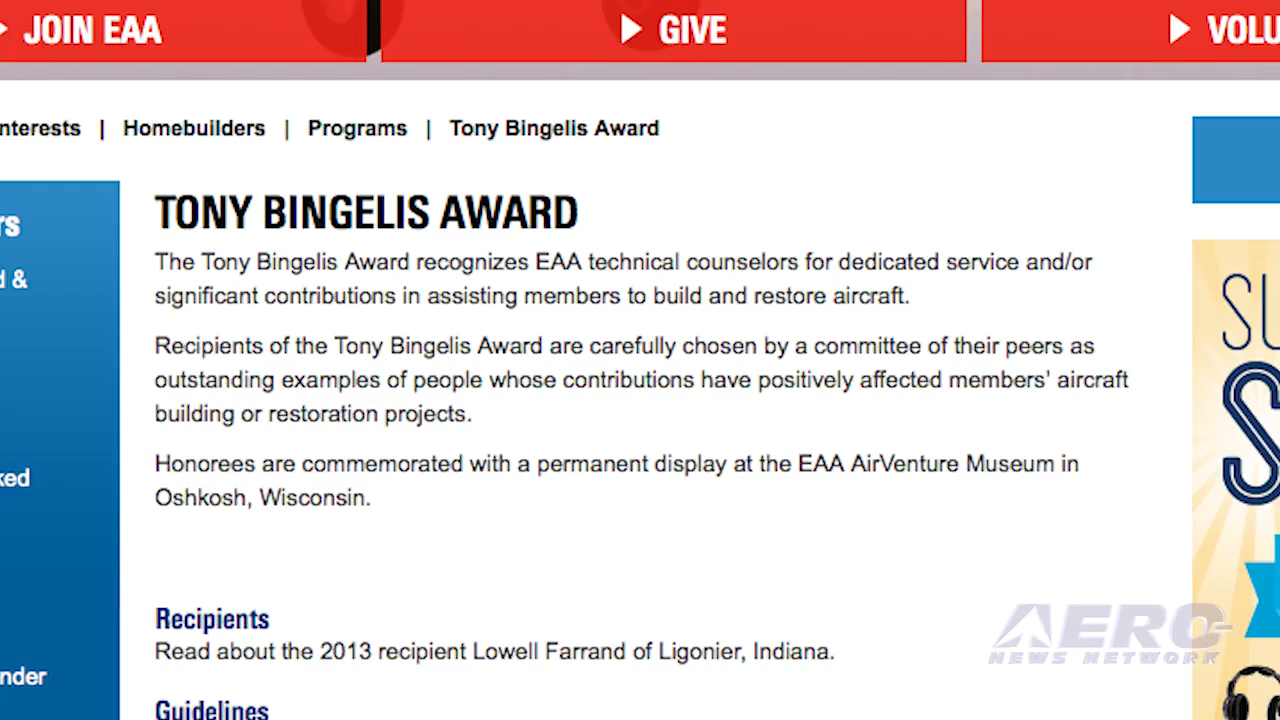 JOIN EAA
GIVE
VOLU
nterests | Homebuilders | Programs | Tony Bingelis Award
rs
d &
ked
nder
TONY BINGELIS AWARD
The Tony Bingelis Award recognizes EAA technical counselors for dedicated service and/or
significant contributions in assisting members to build and restore aircraft.
Recipients of the Tony Bingelis Award are carefully chosen by a committee of their peers as
outstanding examples of people whose contributions have positively affected members' aircraft
building or restoration projects.
Honorees are commemorated with a permanent display at the EAA AirVenture Museum in
Oshkosh, Wisconsin.
Recipients
Read about the 2013 recipient Lowell Farrand of Ligonier, Indiana.
Guidelines
SU
S
AERO
NEWS NETWORK